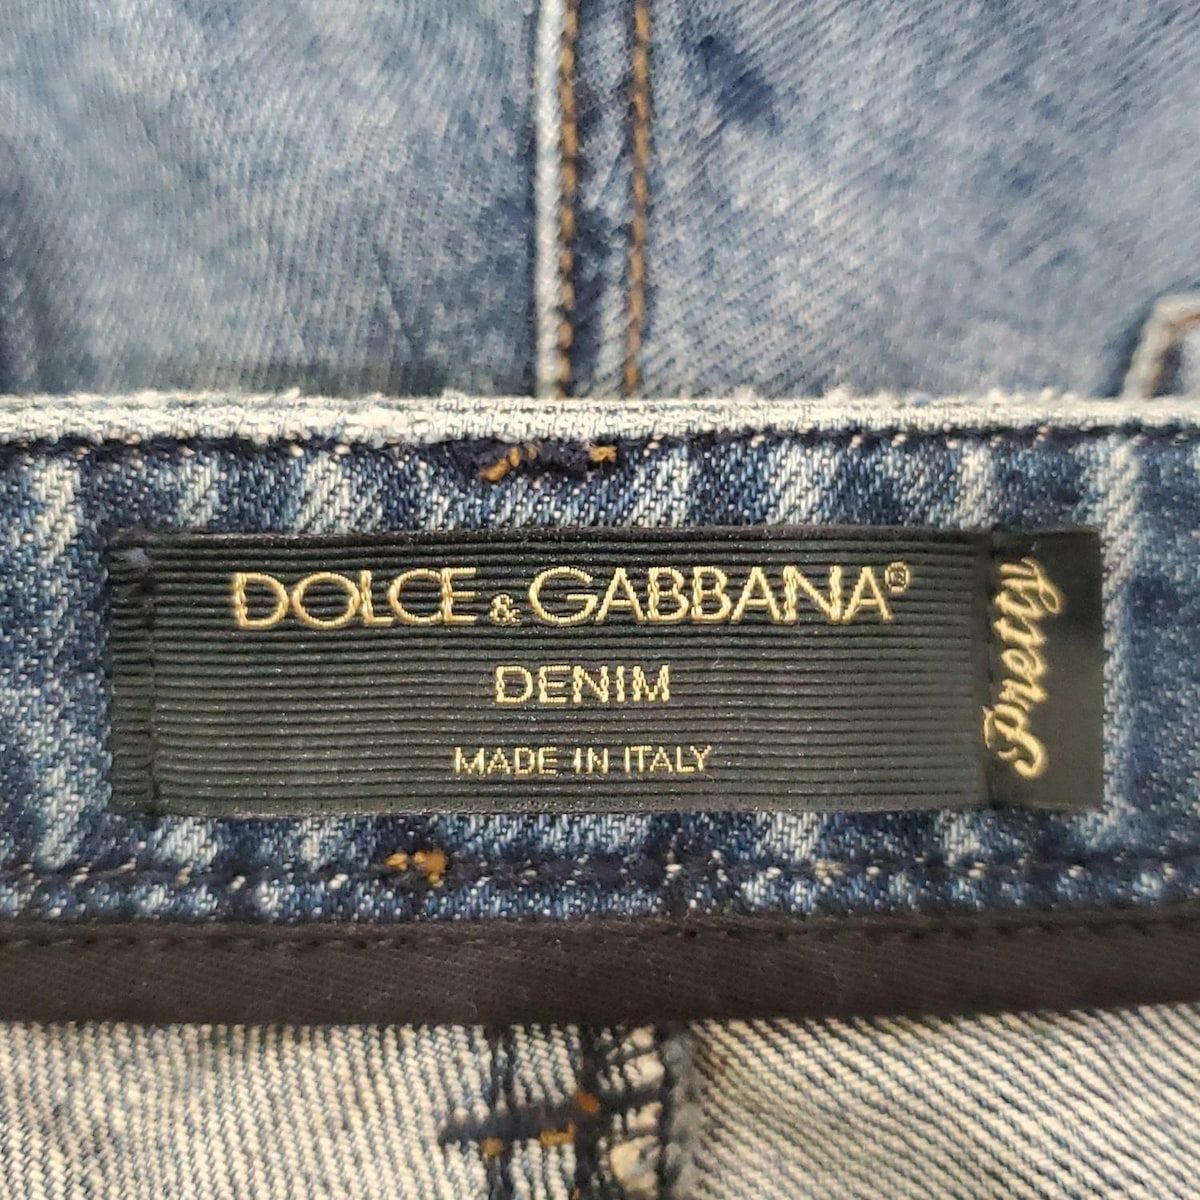 DOLCE & GABBANA®
DENIM
MADE IN ITALY
Pretty